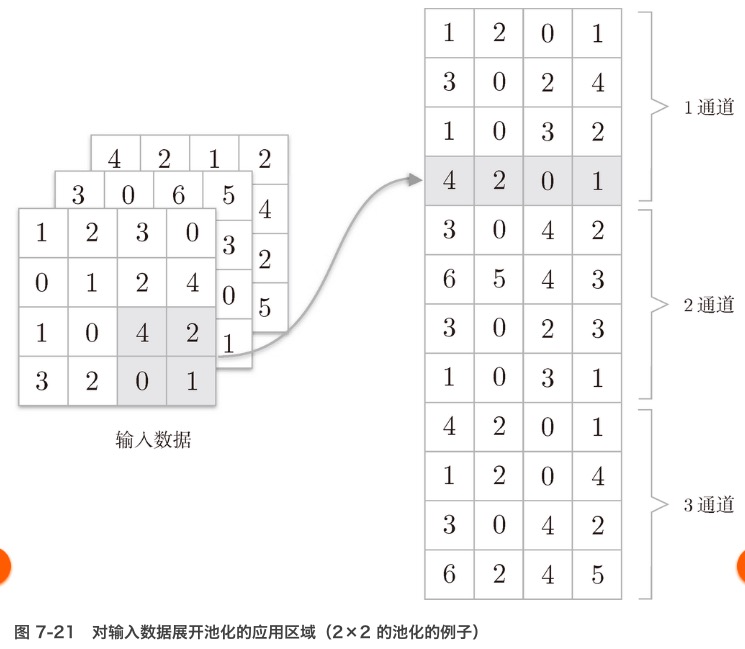 4 2 1 2
4
2
5
3 0 6 5
3
0
1
1 2 3 0
0 1 2 4
1 0 4 2
3 2 0 1
输入数据
1 2 0 1
3 0 2 4
1 0 3 2
4 2 0 1
1 通道
3 0 4 2
6 5 4 3
3 0 2 3
1 0 3 1
2 通道
4 2 0 1
1 2 0 4
3 0 4 2
6 2 4 5
3 通道
图 7-21 对输入数据展开池化的应用区域（2×2 的池化的例子）